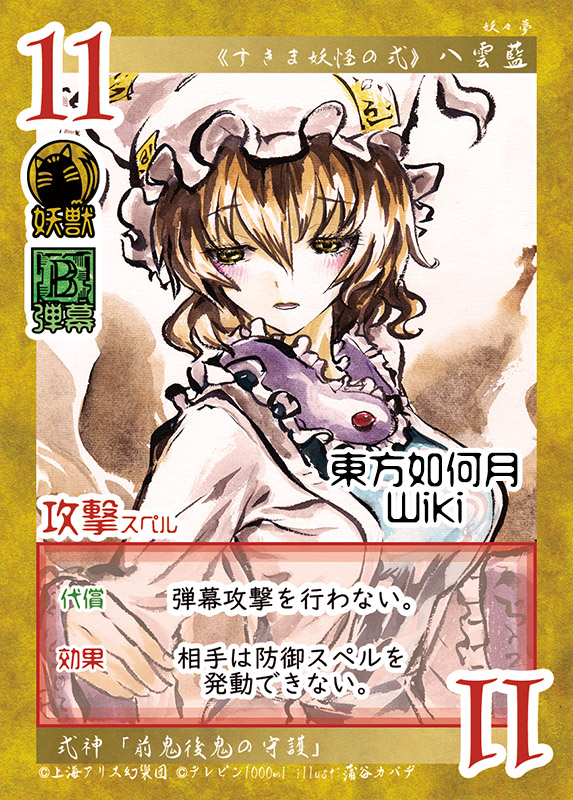 妖々夢
11
《すきま妖怪の式》 八雲藍
妖獣
B
弾幕
東方如何月
Wiki
攻撃スペル
代償 弾幕攻撃を行わない。
効果 相手は防御スペルを
発動できない。
11
式神 「前鬼後鬼の守護」
©上海アリス幻樂団 ©テレビン1000ml illust:蒲谷カバヂ